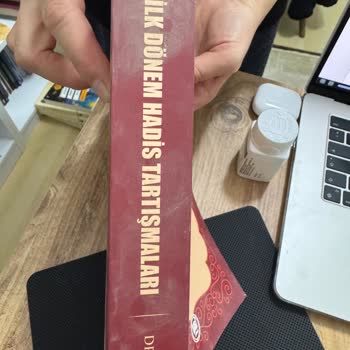 İLK DÖNEM HADİS TARTIŞMALARI